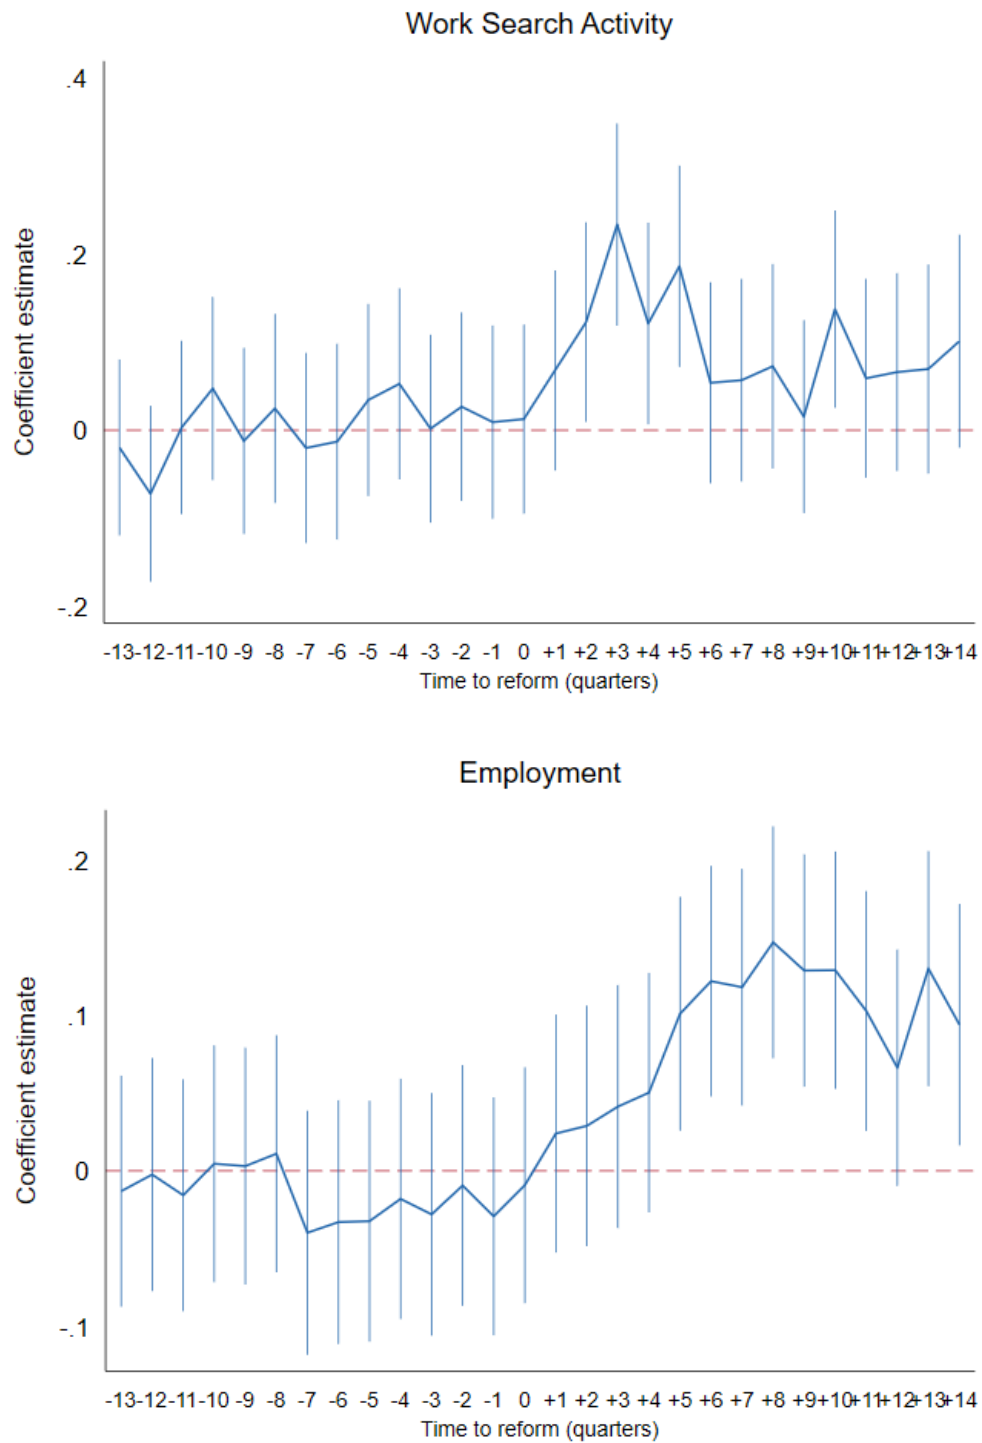 Work Search Activity
.4
.2
0
-.2
Coefficient estimate
-13 -12 -11 -10 -9 -8 -7 -6 -5 -4 -3 -2 -1 0 +1 +2 +3 +4 +5 +6 +7 +8 +9 +10 +11 +12 +13 +14
Time to reform (quarters)
Employment
.2
.1
0
-.1
Coefficient estimate
-13 -12 -11 -10 -9 -8 -7 -6 -5 -4 -3 -2 -1 0 +1 +2 +3 +4 +5 +6 +7 +8 +9 +10 +11 +12 +13 +14
Time to reform (quarters)